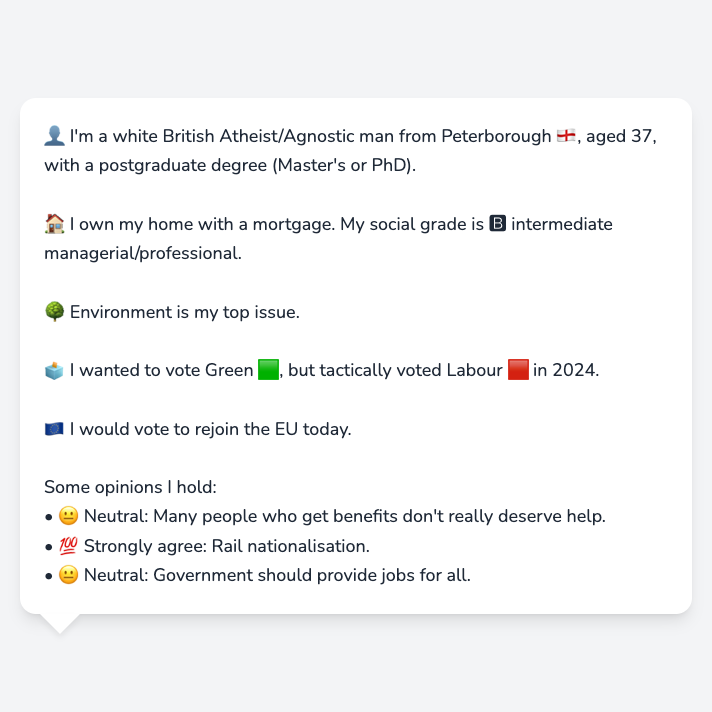 👤 I'm a white British Atheist/Agnostic man from Peterborough 🏴󠁧󠁢󠁥󠁮󠁧󠁿, aged 37,
with a postgraduate degree (Master's or PhD).
🏠 I own my home with a mortgage. My social grade is 🅱 intermediate
managerial/professional.
🌳 Environment is my top issue.
🗳️ I wanted to vote Green 🟩, but tactically voted Labour 🟥 in 2024.
🇪🇺 I would vote to rejoin the EU today.
Some opinions I hold:
• 😐 Neutral: Many people who get benefits don't really deserve help.
• 💯 Strongly agree: Rail nationalisation.
• 😐 Neutral: Government should provide jobs for all.